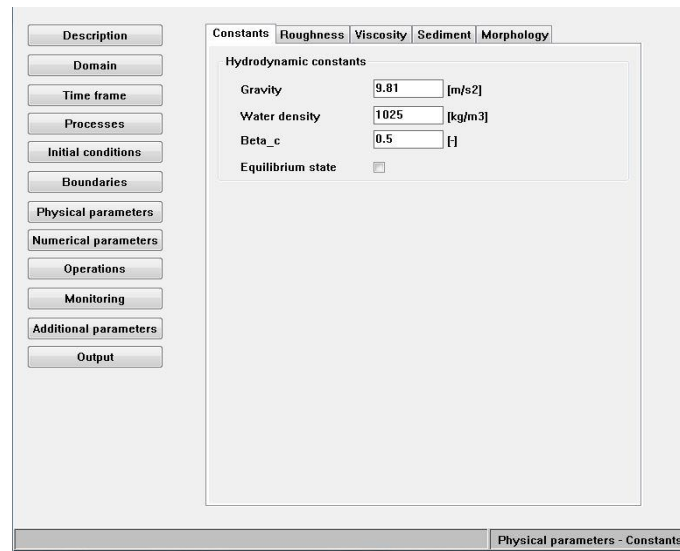 Description
Domain
Time frame
Processes
Initial conditions
Boundaries
Physical parameters
Numerical parameters
Operations
Monitoring
Additional parameters
Output
Constants Roughness Viscosity Sediment Morphology
Hydrodynamic constants
Gravity 9.81 [m/s2]
Water density 1025 [kg/m3]
Beta_c 0.5 [-]
Equilibrium state
Physical parameters - Constants